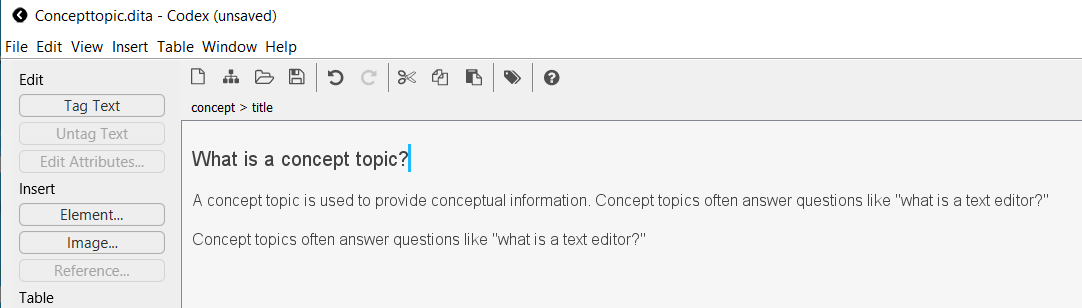 Concepttopic.dita - Codex (unsaved)
File Edit View Insert Table Window Help
Edit
Tag Text
Untag Text
Edit Attributes...
Insert
Element...
Image...
Reference...
Table
concept > title
What is a concept topic?
A concept topic is used to provide conceptual information. Concept topics often answer questions like "what is a text editor?"
Concept topics often answer questions like "what is a text editor?"